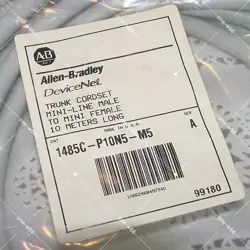 AB
Allen-Bradley
DeviceNet
TRUNK CORDSET
MINI-LINE MALE
TO MINI FEMALE
10 METERS LONG
MADE IN U.S.A.
CAT
SER
1485C-P10N5-M5
A
99180